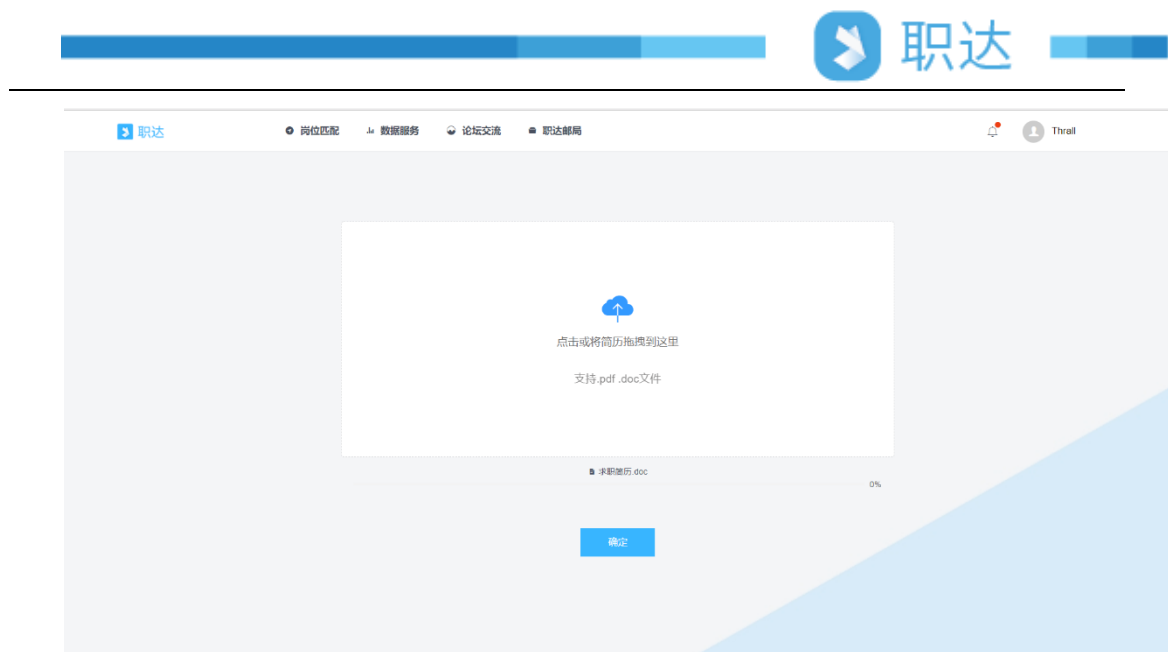 职达
职达
岗位匹配 数据服务 论坛交流 职达邮局 Thrall
点击或将简历拖拽到这里
支持.pdf .doc文件
求职简历.doc
0%
确定